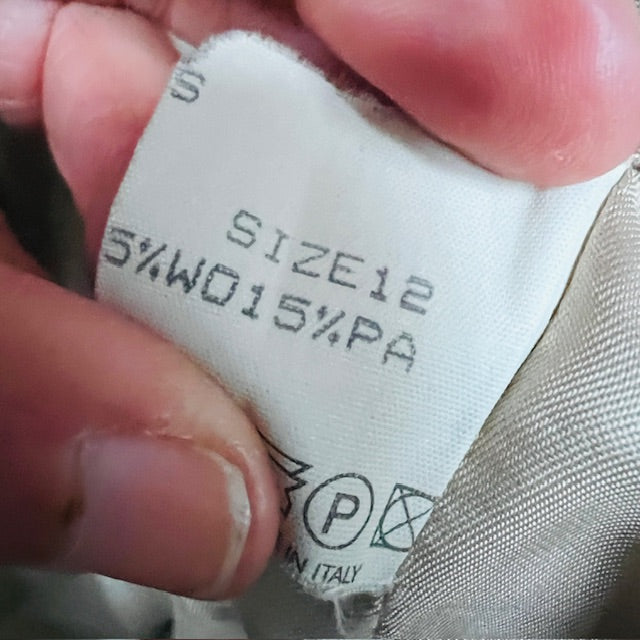 S
SIZE12
5%WO15%PA
P
IN ITALY